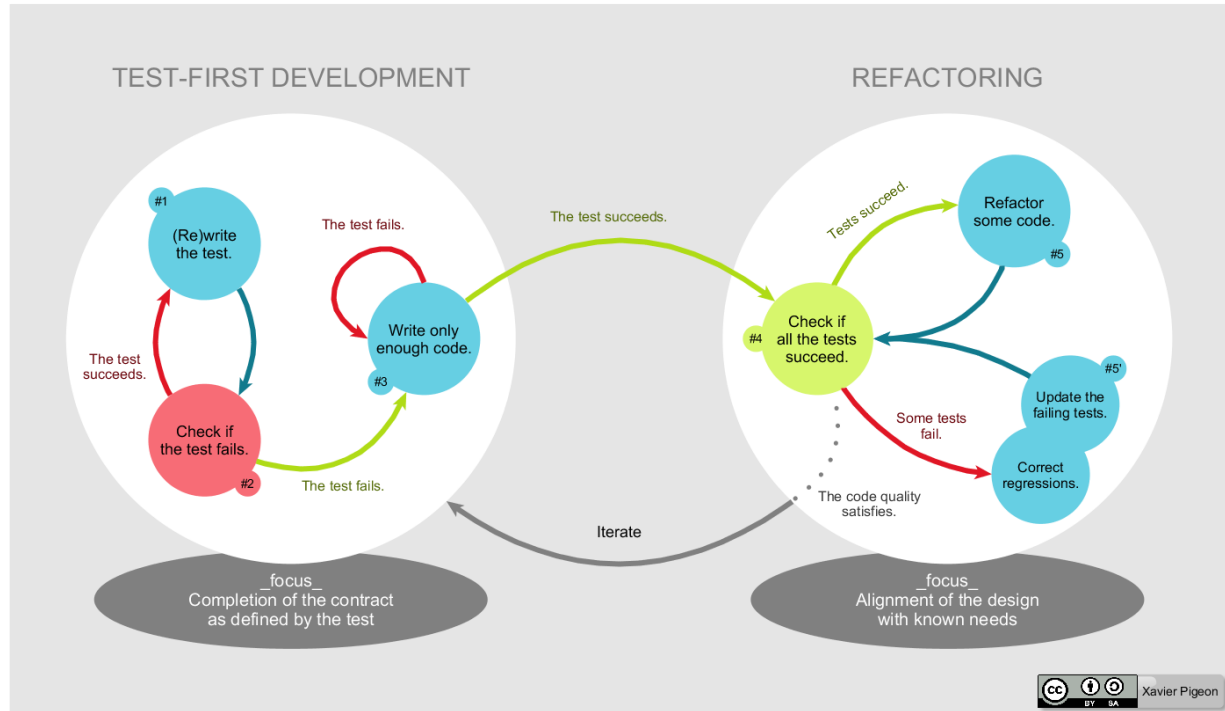 TEST-FIRST DEVELOPMENT
REFACTORING
#1
(Re)write
the test.
The test
succeeds.
Check if
the test fails.
#2
The test fails.
The test fails.
Write only
enough code.
#3
The test succeeds.
#4
Check if
all the tests
succeed.
Tests succeed.
Refactor
some code.
#5
#5'
Update the
failing tests.
Some tests
fail.
Correct
regressions.
The code quality
satisfies.
Iterate
_focus_
Completion of the contract
as defined by the test
_focus_
Alignment of the design
with known needs
cc
BY SA
Xavier Pigeon